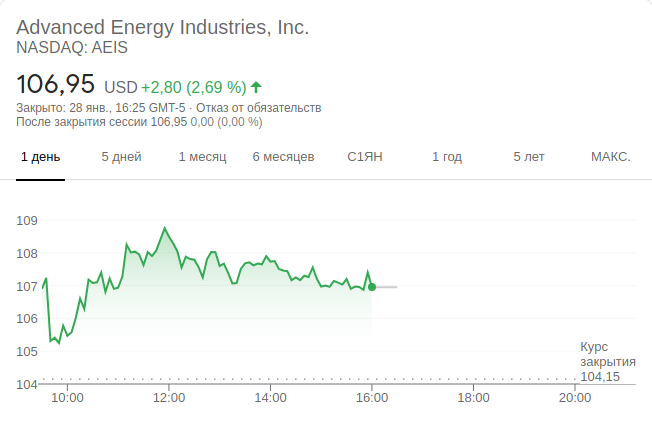 Advanced Energy Industries, Inc.
NASDAQ: AEIS
106,95 USD +2,80 (2,69 %)
Закрыто: 28 янв., 16:25 GMT-5 · Отказ от обязательств
После закрытия сессии 106,95 0,00 (0,00 %)
1 день 5 дней 1 месяц 6 месяцев С1ЯН 1 год 5 лет МАКС.
109
108
107
106
105
Курс
закрытия
104,15
104
10:00 12:00 14:00 16:00 18:00 20:00